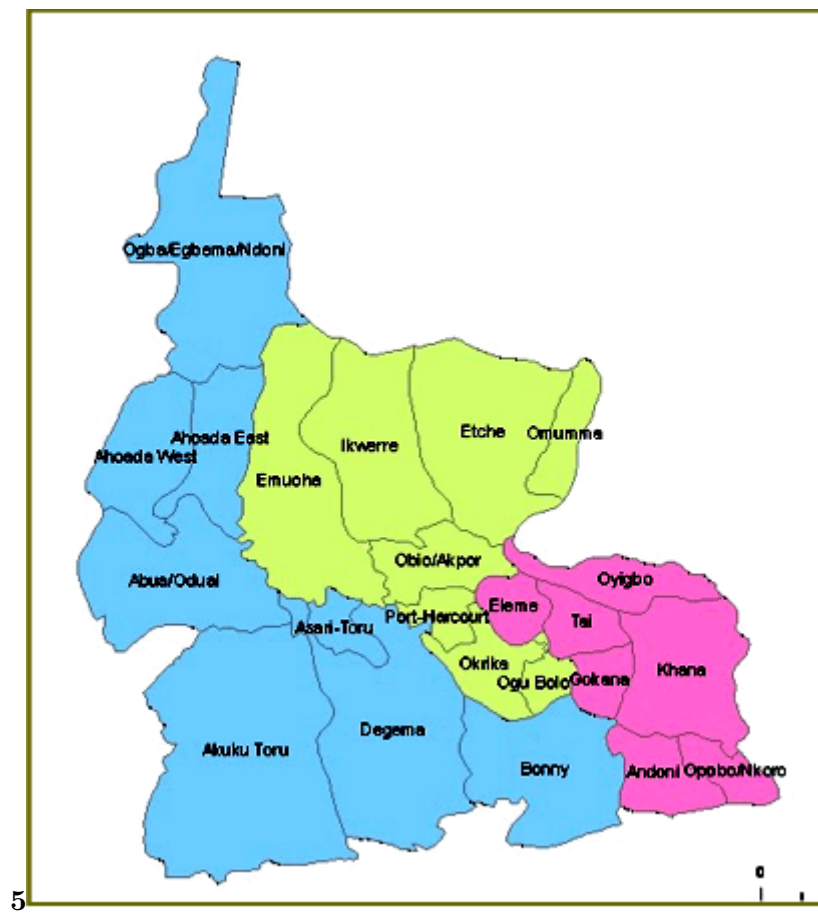 Ogba/Egbema/Ndoni
Ahoada East
Ahoada West
Emuoha
Ikwerre
Etche
Omumma
Obio/Akpor
Abua/Odual
Oyigbo
Eleme
Port-Harcourt
Tai
Asari-Toru
Okrika
Ogu Bolo
Gokana
Khana
Degema
Akuku Toru
Bonny
Andoni
Opobo/Nkoro
0
5